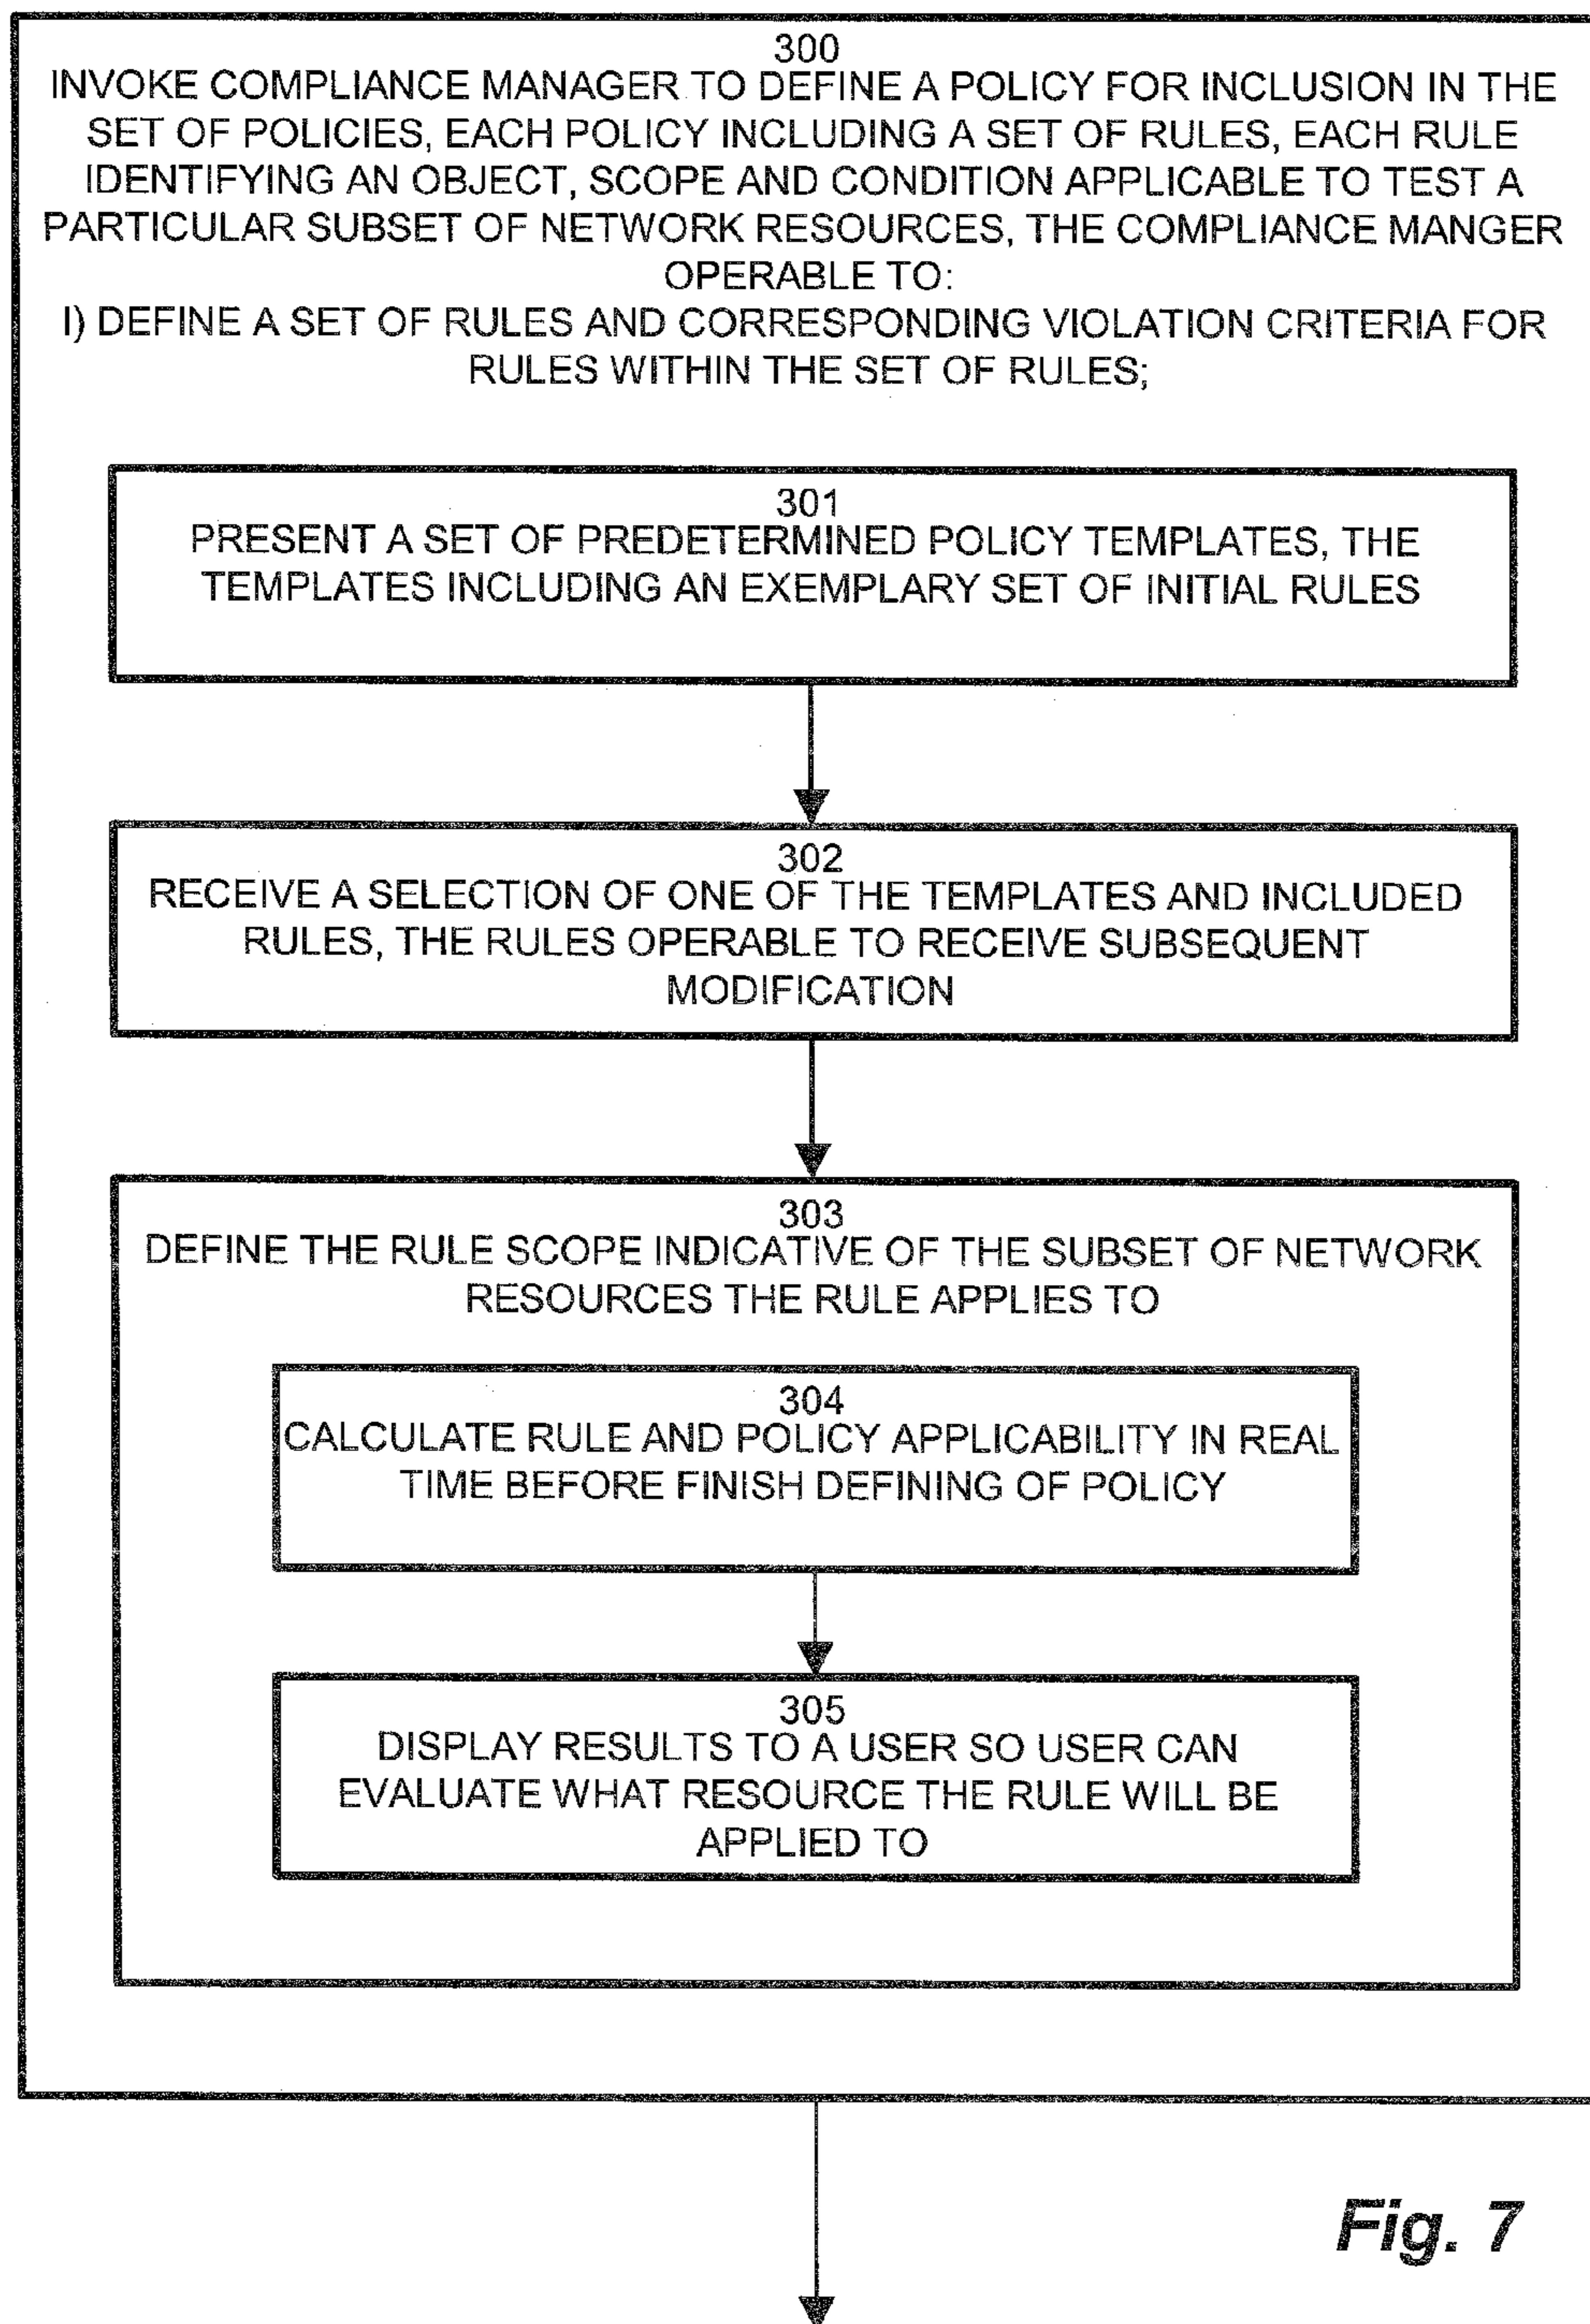 300
INVOKE COMPLIANCE MANAGER TO DEFINE A POLICY FOR INCLUSION IN THE
SET OF POLICIES, EACH POLICY INCLUDING A SET OF RULES, EACH RULE
IDENTIFYING AN OBJECT, SCOPE AND CONDITION APPLICABLE TO TEST A
PARTICULAR SUBSET OF NETWORK RESOURCES, THE COMPLIANCE MANGER
OPERABLE TO:
I) DEFINE A SET OF RULES AND CORRESPONDING VIOLATION CRITERIA FOR
RULES WITHIN THE SET OF RULES;
301
PRESENT A SET OF PREDETERMINED POLICY TEMPLATES, THE
TEMPLATES INCLUDING AN EXEMPLARY SET OF INITIAL RULES
302
RECEIVE A SELECTION OF ONE OF THE TEMPLATES AND INCLUDED
RULES, THE RULES OPERABLE TO RECEIVE SUBSEQUENT
MODIFICATION
303
DEFINE THE RULE SCOPE INDICATIVE OF THE SUBSET OF NETWORK
RESOURCES THE RULE APPLIES TO
304
CALCULATE RULE AND POLICY APPLICABILITY IN REAL
TIME BEFORE FINISH DEFINING OF POLICY
305
DISPLAY RESULTS TO A USER SO USER CAN
EVALUATE WHAT RESOURCE THE RULE WILL BE
APPLIED TO
Fig. 7